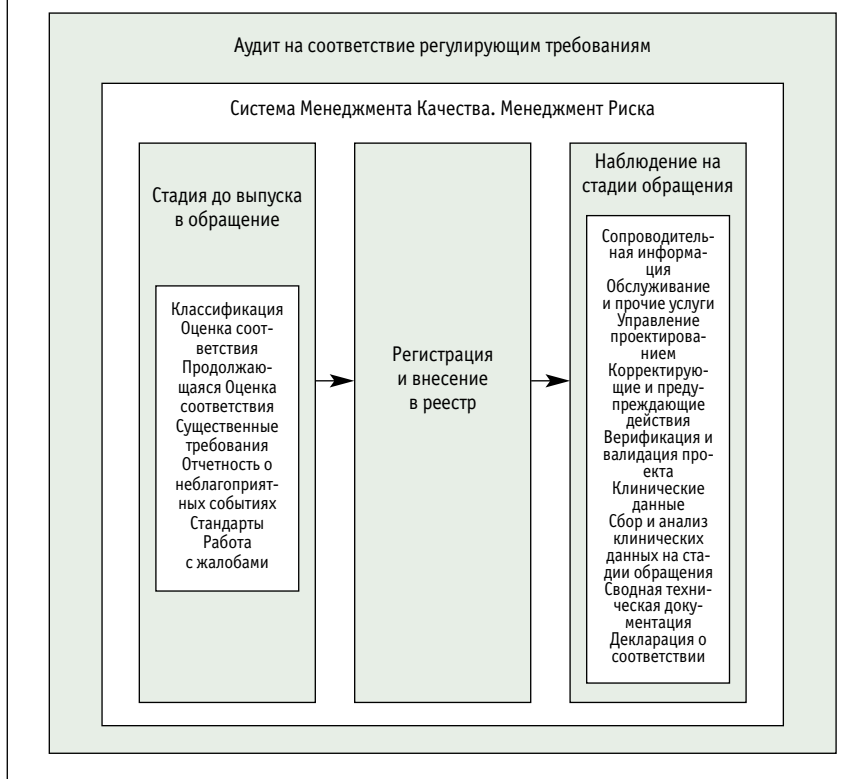 Аудит на соответствие регулирующим требованиям
Система Менеджмента Качества. Менеджмент Риска
Стадия до выпуска
в обращение
Классификация
Оценка соот-
ветствия
Продолжаю-
щаяся Оценка
соответствия
Существенные
требования
Отчетность о
неблагоприят-
ных событиях
Стандарты
Работа
с жалобами
Регистрация
и внесение
в реестр
Наблюдение на
стадии обращения
Сопроводитель-
ная информа-
ция
Обслуживание
и прочие услуги
Управление
проектирова-
нием
Корректирую-
щие и преду-
преждающие
действия
Верификация и
валидация про-
екта
Клинические
данные
Сбор и анализ
клинических
данных на ста-
дии обращения
Сводная техни-
ческая доку-
ментация
Декларация о
соответствии